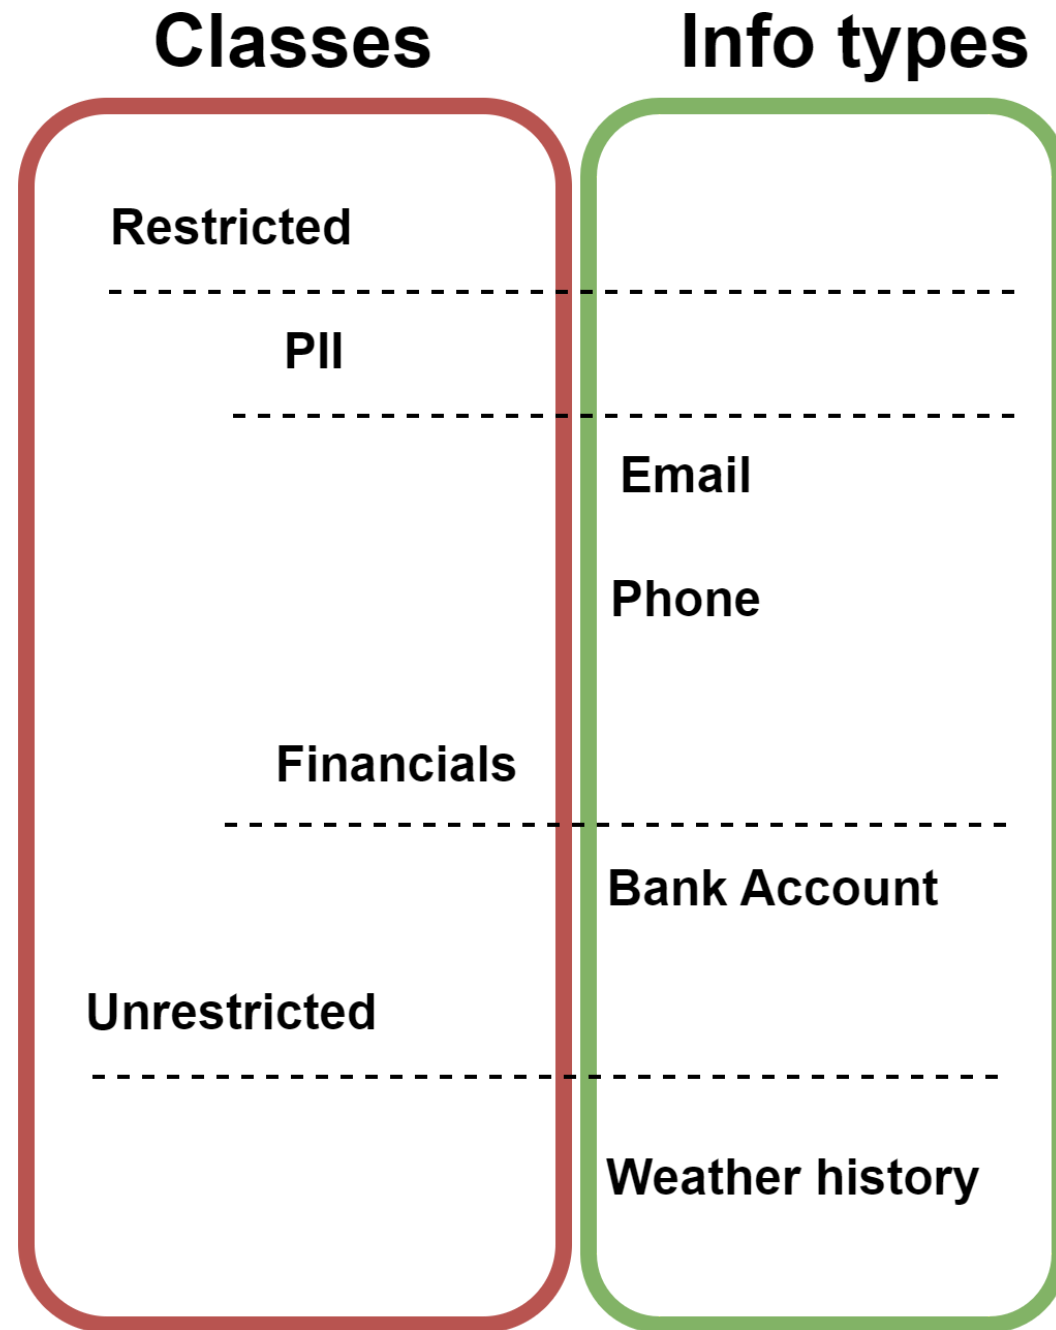 Classes
Info types
Restricted
PII
Email
Phone
Financials
Bank Account
Unrestricted
Weather history